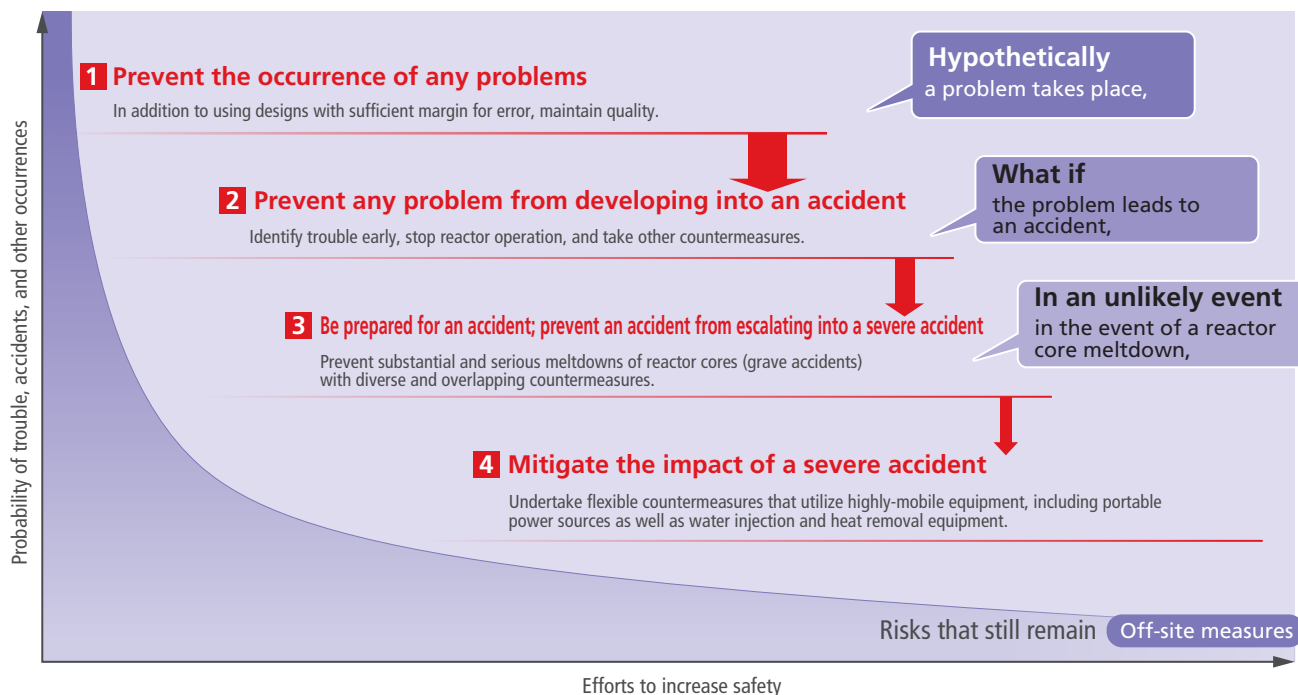 Probability of trouble, accidents, and other occurrences
1 Prevent the occurrence of any problems
In addition to using designs with sufficient margin for error, maintain quality.
Hypothetically
a problem takes place,
2 Prevent any problem from developing into an accident
Identify trouble early, stop reactor operation, and take other countermeasures.
What if
the problem leads to
an accident,
3 Be prepared for an accident; prevent an accident from escalating into a severe accident
Prevent substantial and serious meltdowns of reactor cores (grave accidents)
with diverse and overlapping countermeasures.
In an unlikely event
in the event of a reactor
core meltdown,
4 Mitigate the impact of a severe accident
Undertake flexible countermeasures that utilize highly-mobile equipment, including portable
power sources as well as water injection and heat removal equipment.
Risks that still remain Off-site measures
Efforts to increase safety